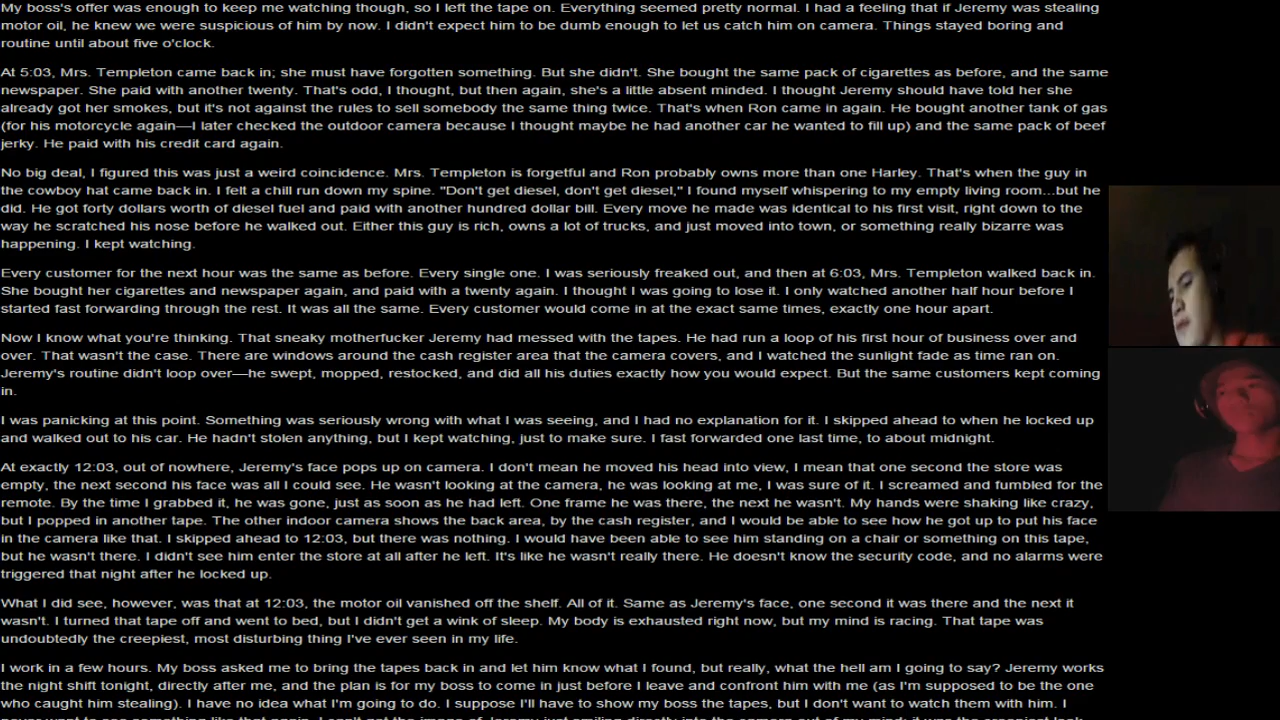 My boss's offer was enough to keep me watching though, so I left the tape on. Everything seemed pretty normal. I had a feeling that if Jeremy was stealing
motor oil, he knew we were suspicious of him by now. I didn't expect him to be dumb enough to let us catch him on camera. Things stayed boring and
routine until about five o'clock.
At 5:03, Mrs. Templeton came back in; she must have forgotten something. But she didn't. She bought the same pack of cigarettes as before, and the same
newspaper. She paid with another twenty. That's odd, I thought, but then again, she's a little absent minded. I thought Jeremy should have told her she
already got her smokes, but it's not against the rules to sell somebody the same thing twice. That's when Ron came in again. He bought another tank of gas
(for his motorcycle again—I later checked the outdoor camera because I thought maybe he had another car he wanted to fill up) and the same pack of beef
jerky. He paid with his credit card again.
No big deal, I figured this was just a weird coincidence. Mrs. Templeton is forgetful and Ron probably owns more than one Harley. That's when the guy in
the cowboy hat came back in. I felt a chill run down my spine. "Don't get diesel, don't get diesel," I found myself whispering to my empty living room...but he
did. He got forty dollars worth of diesel fuel and paid with another hundred dollar bill. Every move he made was identical to his first visit, right down to the
way he scratched his nose before he walked out. Either this guy is rich, owns a lot of trucks, and just moved into town, or something really bizarre was
happening. I kept watching.
Every customer for the next hour was the same as before. Every single one. I was seriously freaked out, and then at 6:03, Mrs. Templeton walked back in.
She bought her cigarettes and newspaper again, and paid with a twenty again. I thought I was going to lose it. I only watched another half hour before I
started fast forwarding through the rest. It was all the same. Every customer would come in at the exact same times, exactly one hour apart.
Now I know what you're thinking. That sneaky motherfucker Jeremy had messed with the tapes. He had run a loop of his first hour of business over and
over. That wasn't the case. There are windows around the cash register area that the camera covers, and I watched the sunlight fade as time ran on.
Jeremy's routine didn't loop over—he swept, mopped, restocked, and did all his duties exactly how you would expect. But the same customers kept coming
in.
I was panicking at this point. Something was seriously wrong with what I was seeing, and I had no explanation for it. I skipped ahead to when he locked up
and walked out to his car. He hadn't stolen anything, but I kept watching, just to make sure. I fast forwarded one last time, to about midnight.
At exactly 12:03, out of nowhere, Jeremy's face pops up on camera. I don't mean he moved his head into view, I mean that one second the store was
empty, the next second his face was all I could see. He wasn't looking at the camera, he was looking at me, I was sure of it. I screamed and fumbled for the
remote. By the time I grabbed it, he was gone, just as soon as he had left. One frame he was there, the next he wasn't. My hands were shaking like crazy,
but I popped in another tape. The other indoor camera shows the back area, by the cash register, and I would be able to see how he got up to put his face
in the camera like that. I skipped ahead to 12:03, but there was nothing. I would have been able to see him standing on a chair or something on this tape,
but he wasn't there. I didn't see him enter the store at all after he left. It's like he wasn't really there. He doesn't know the security code, and no alarms were
triggered that night after he locked up.
What I did see, however, was that at 12:03, the motor oil vanished off the shelf. All of it. Same as Jeremy's face, one second it was there and the next it
wasn't. I turned that tape off and went to bed, but I didn't get a wink of sleep. My body is exhausted right now, but my mind is racing. That tape was
undoubtedly the creepiest, most disturbing thing I've ever seen in my life.
I work in a few hours. My boss asked me to bring the tapes back in and let him know what I found, but really, what the hell am I going to say? Jeremy works
the night shift tonight, directly after me, and the plan is for my boss to come in just before I leave and confront him with me (as I'm supposed to be the one
who caught him stealing). I have no idea what I'm going to do. I suppose I'll have to show my boss the tapes, but I don't want to watch them with him. I
never want to see something like that again. I can't get the image of Jeremy just smiling directly into the camera out of my mind; it was the creepiest look